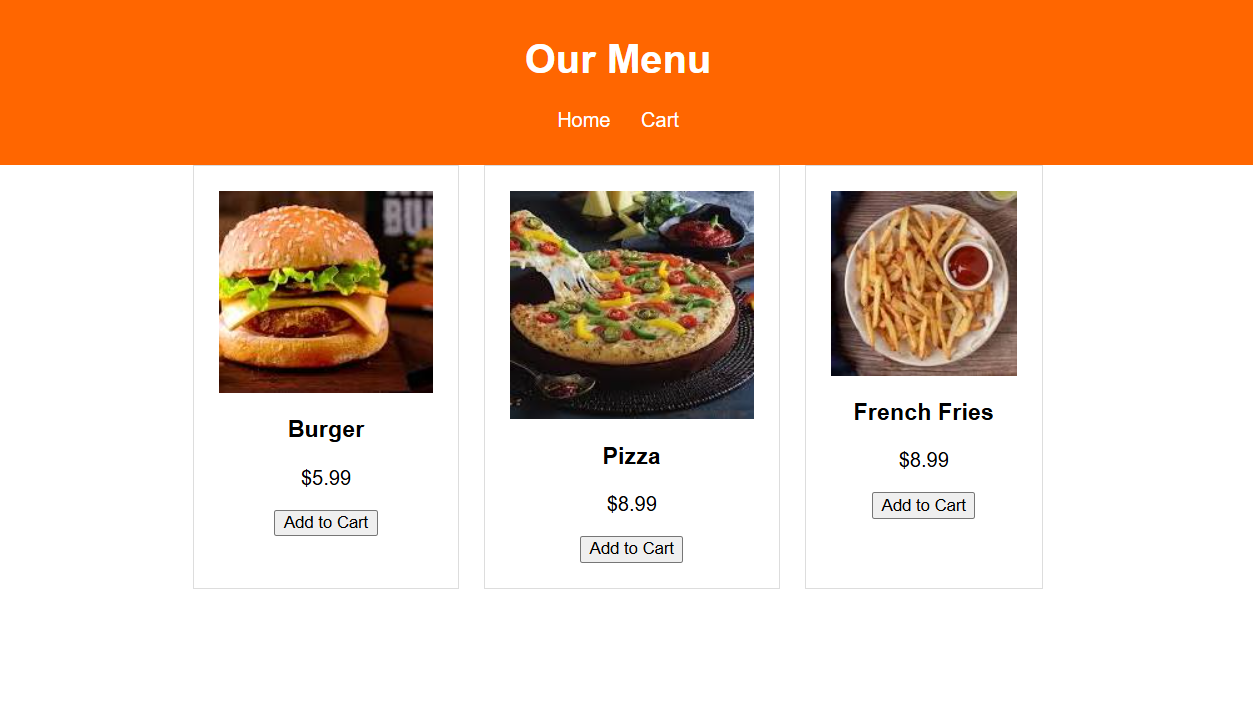 Our Menu
Home Cart
Burger
$5.99
Add to Cart
Pizza
$8.99
Add to Cart
French Fries
$8.99
Add to Cart